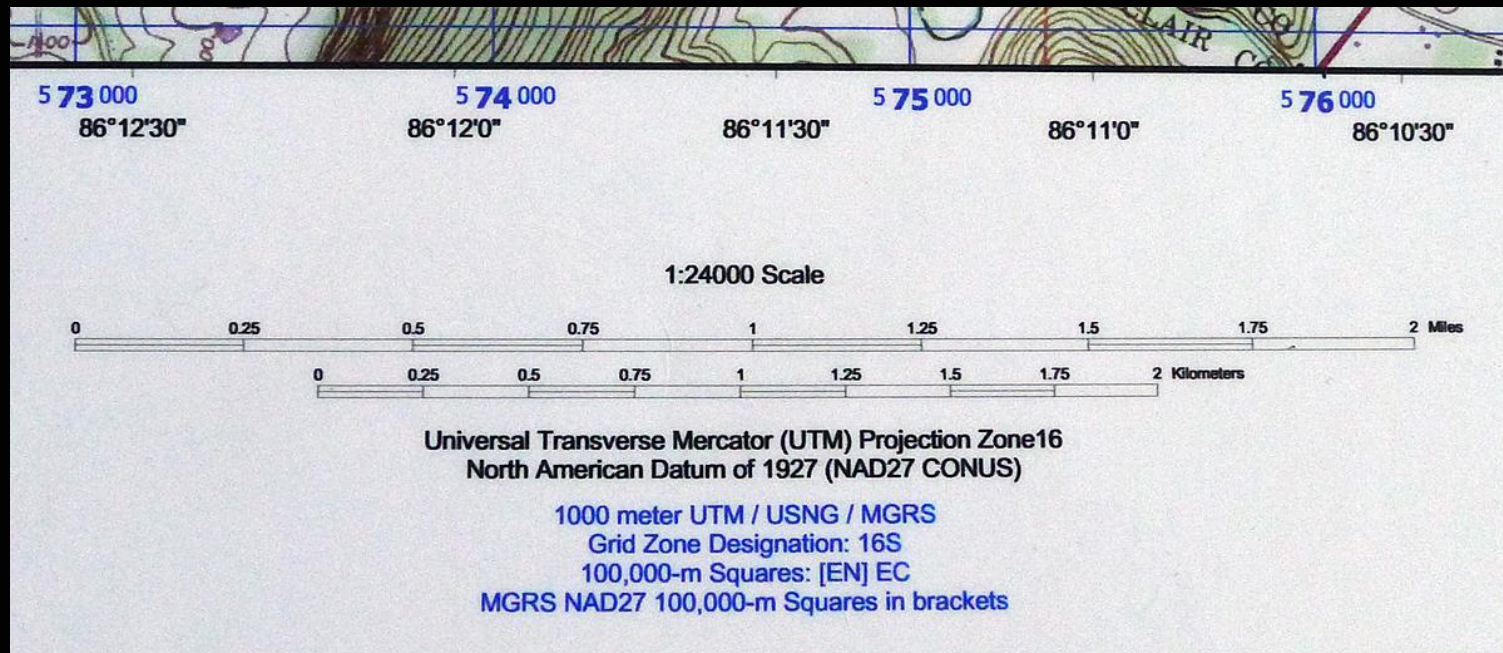 400
CLAIR CO
CO
573000 574000 575000 576000
86°12'30" 86°12'0" 86°11'30" 86°11'0" 86°10'30"
1:24000 Scale
0 0.25 0.5 0.75 1 1.25 1.5 1.75 2 Miles
0 0.25 0.5 0.75 1 1.25 1.5 1.75 2 Kilometers
Universal Transverse Mercator (UTM) Projection Zone16
North American Datum of 1927 (NAD27 CONUS)
1000 meter UTM / USNG / MGRS
Grid Zone Designation: 16S
100,000-m Squares: [EN] EC
MGRS NAD27 100,000-m Squares in brackets